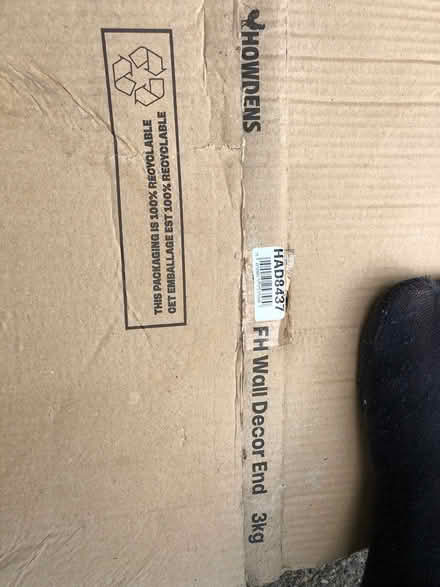 HOWDENS
HAD8437
FH Wall Decor End 3kg
THIS PACKAGING IS 100% RECYCLABLE
CET EMBALLAGE EST 100% RECYCLABLE